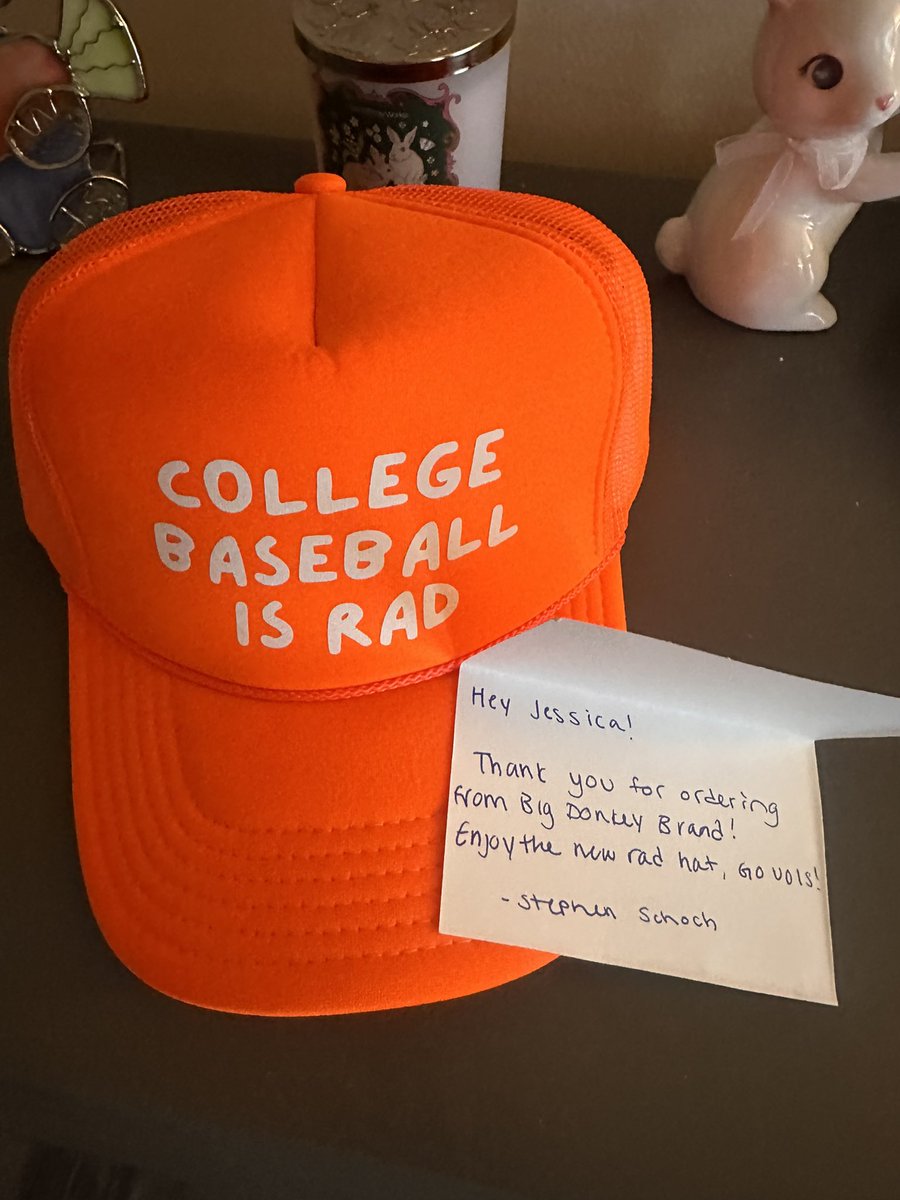 COLLEGE
BASEBALL
IS RAD
Hey Jessica!
Thank you for ordering
from Big Donkey Brand!
Enjoy the new rad hat, Go Vols!
- Stephen Schoch